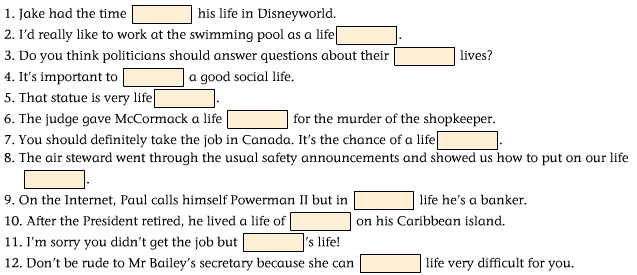 1. Jake had the time his life in Disneyworld.
2. I'd really like to work at the swimming pool as a life .
3. Do you think politicians should answer questions about their lives?
4. It's important to a good social life.
5. That statue is very life .
6. The judge gave McCormack a life for the murder of the shopkeeper.
7. You should definitely take the job in Canada. It's the chance of a life .
8. The air steward went through the usual safety announcements and showed us how to put on our life
.
9. On the Internet, Paul calls himself Powerman II but in life he's a banker.
10. After the President retired, he lived a life of on his Caribbean island.
11. I'm sorry you didn't get the job but 's life!
12. Don't be rude to Mr Bailey's secretary because she can life very difficult for you.